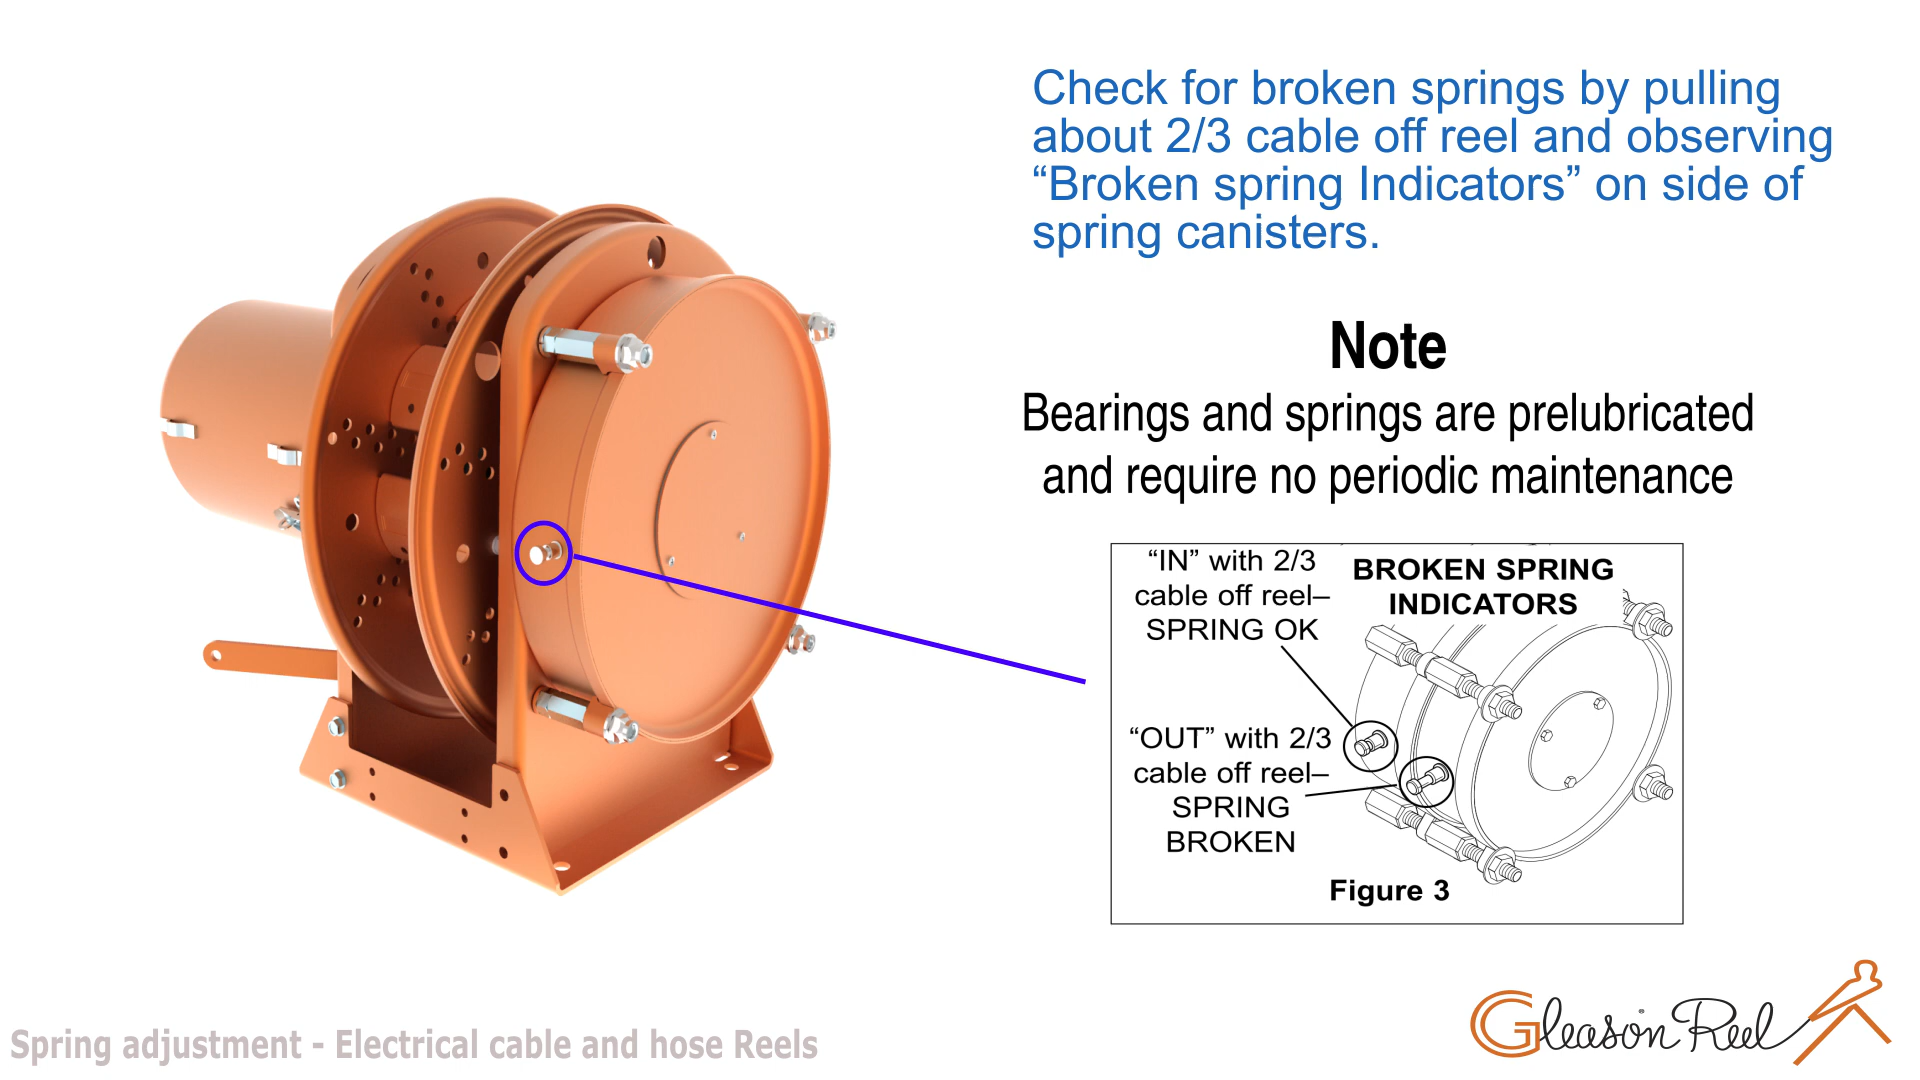 Check for broken springs by pulling
about 2/3 cable off reel and observing
“Broken spring Indicators” on side of
spring canisters.
Note
Bearings and springs are prelubricated
and require no periodic maintenance
“IN” with 2/3
cable off reel–
SPRING OK
BROKEN SPRING
INDICATORS
“OUT” with 2/3
cable off reel–
SPRING
BROKEN
Figure 3
Spring adjustment - Electrical cable and hose Reels
Gleason Reel